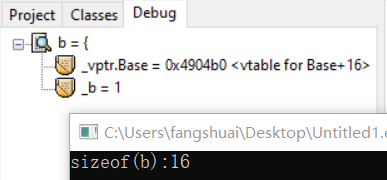 Project Classes Debug
b = {
_vptr.Base = 0x4904b0 <vtable for Base+16>
_b = 1
C:\Users\fangshuai\Desktop\Untitled1.e
sizeof(b):16